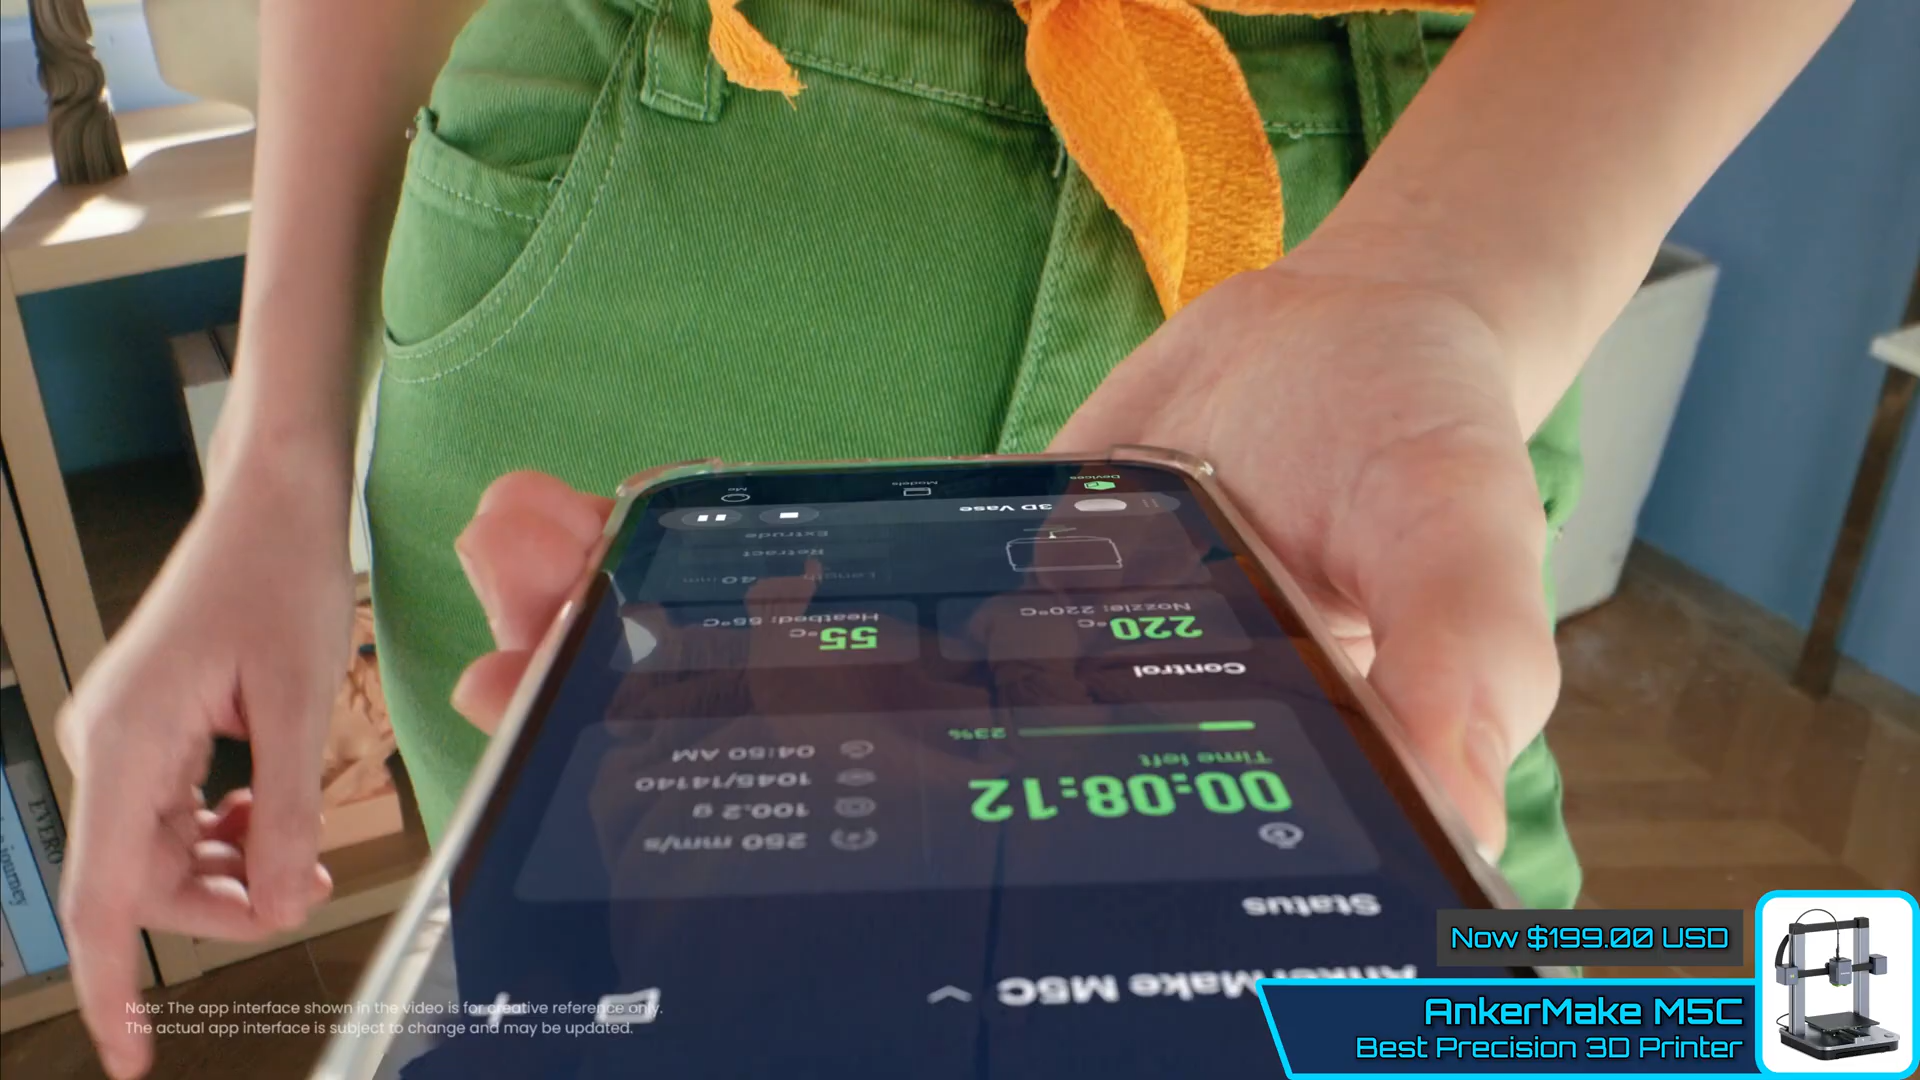 Devices
Models
Me
3D Vase
Extrude
Retract
Length 40 mm
Nozzle: 220°C
220°C
Heatbed: 55°C
55°C
Control
23%
Time left
00:08:12
04:50 AM
1045/14140
100.2 g
250 mm/s
Status
AnkerMake M5C
EVERO
journey
Note: The app interface shown in the video is for creative reference only.
The actual app interface is subject to change and may be updated.
Now $199.00 USD
AnkerMake M5C
Best Precision 3D Printer